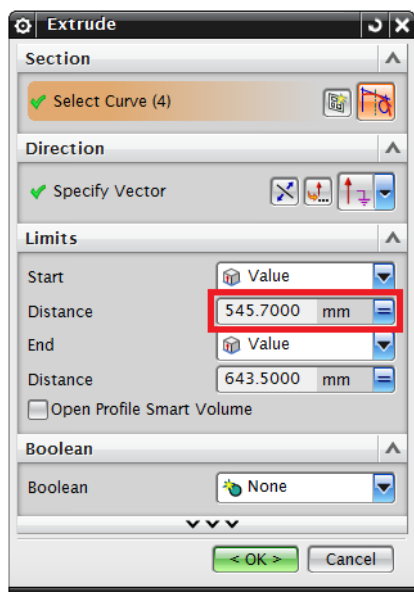 Extrude
Section
Select Curve (4)
Direction
Specify Vector
Limits
Start Value
Distance 545.7000 mm
End Value
Distance 643.5000 mm
Open Profile Smart Volume
Boolean
Boolean None
< OK > Cancel